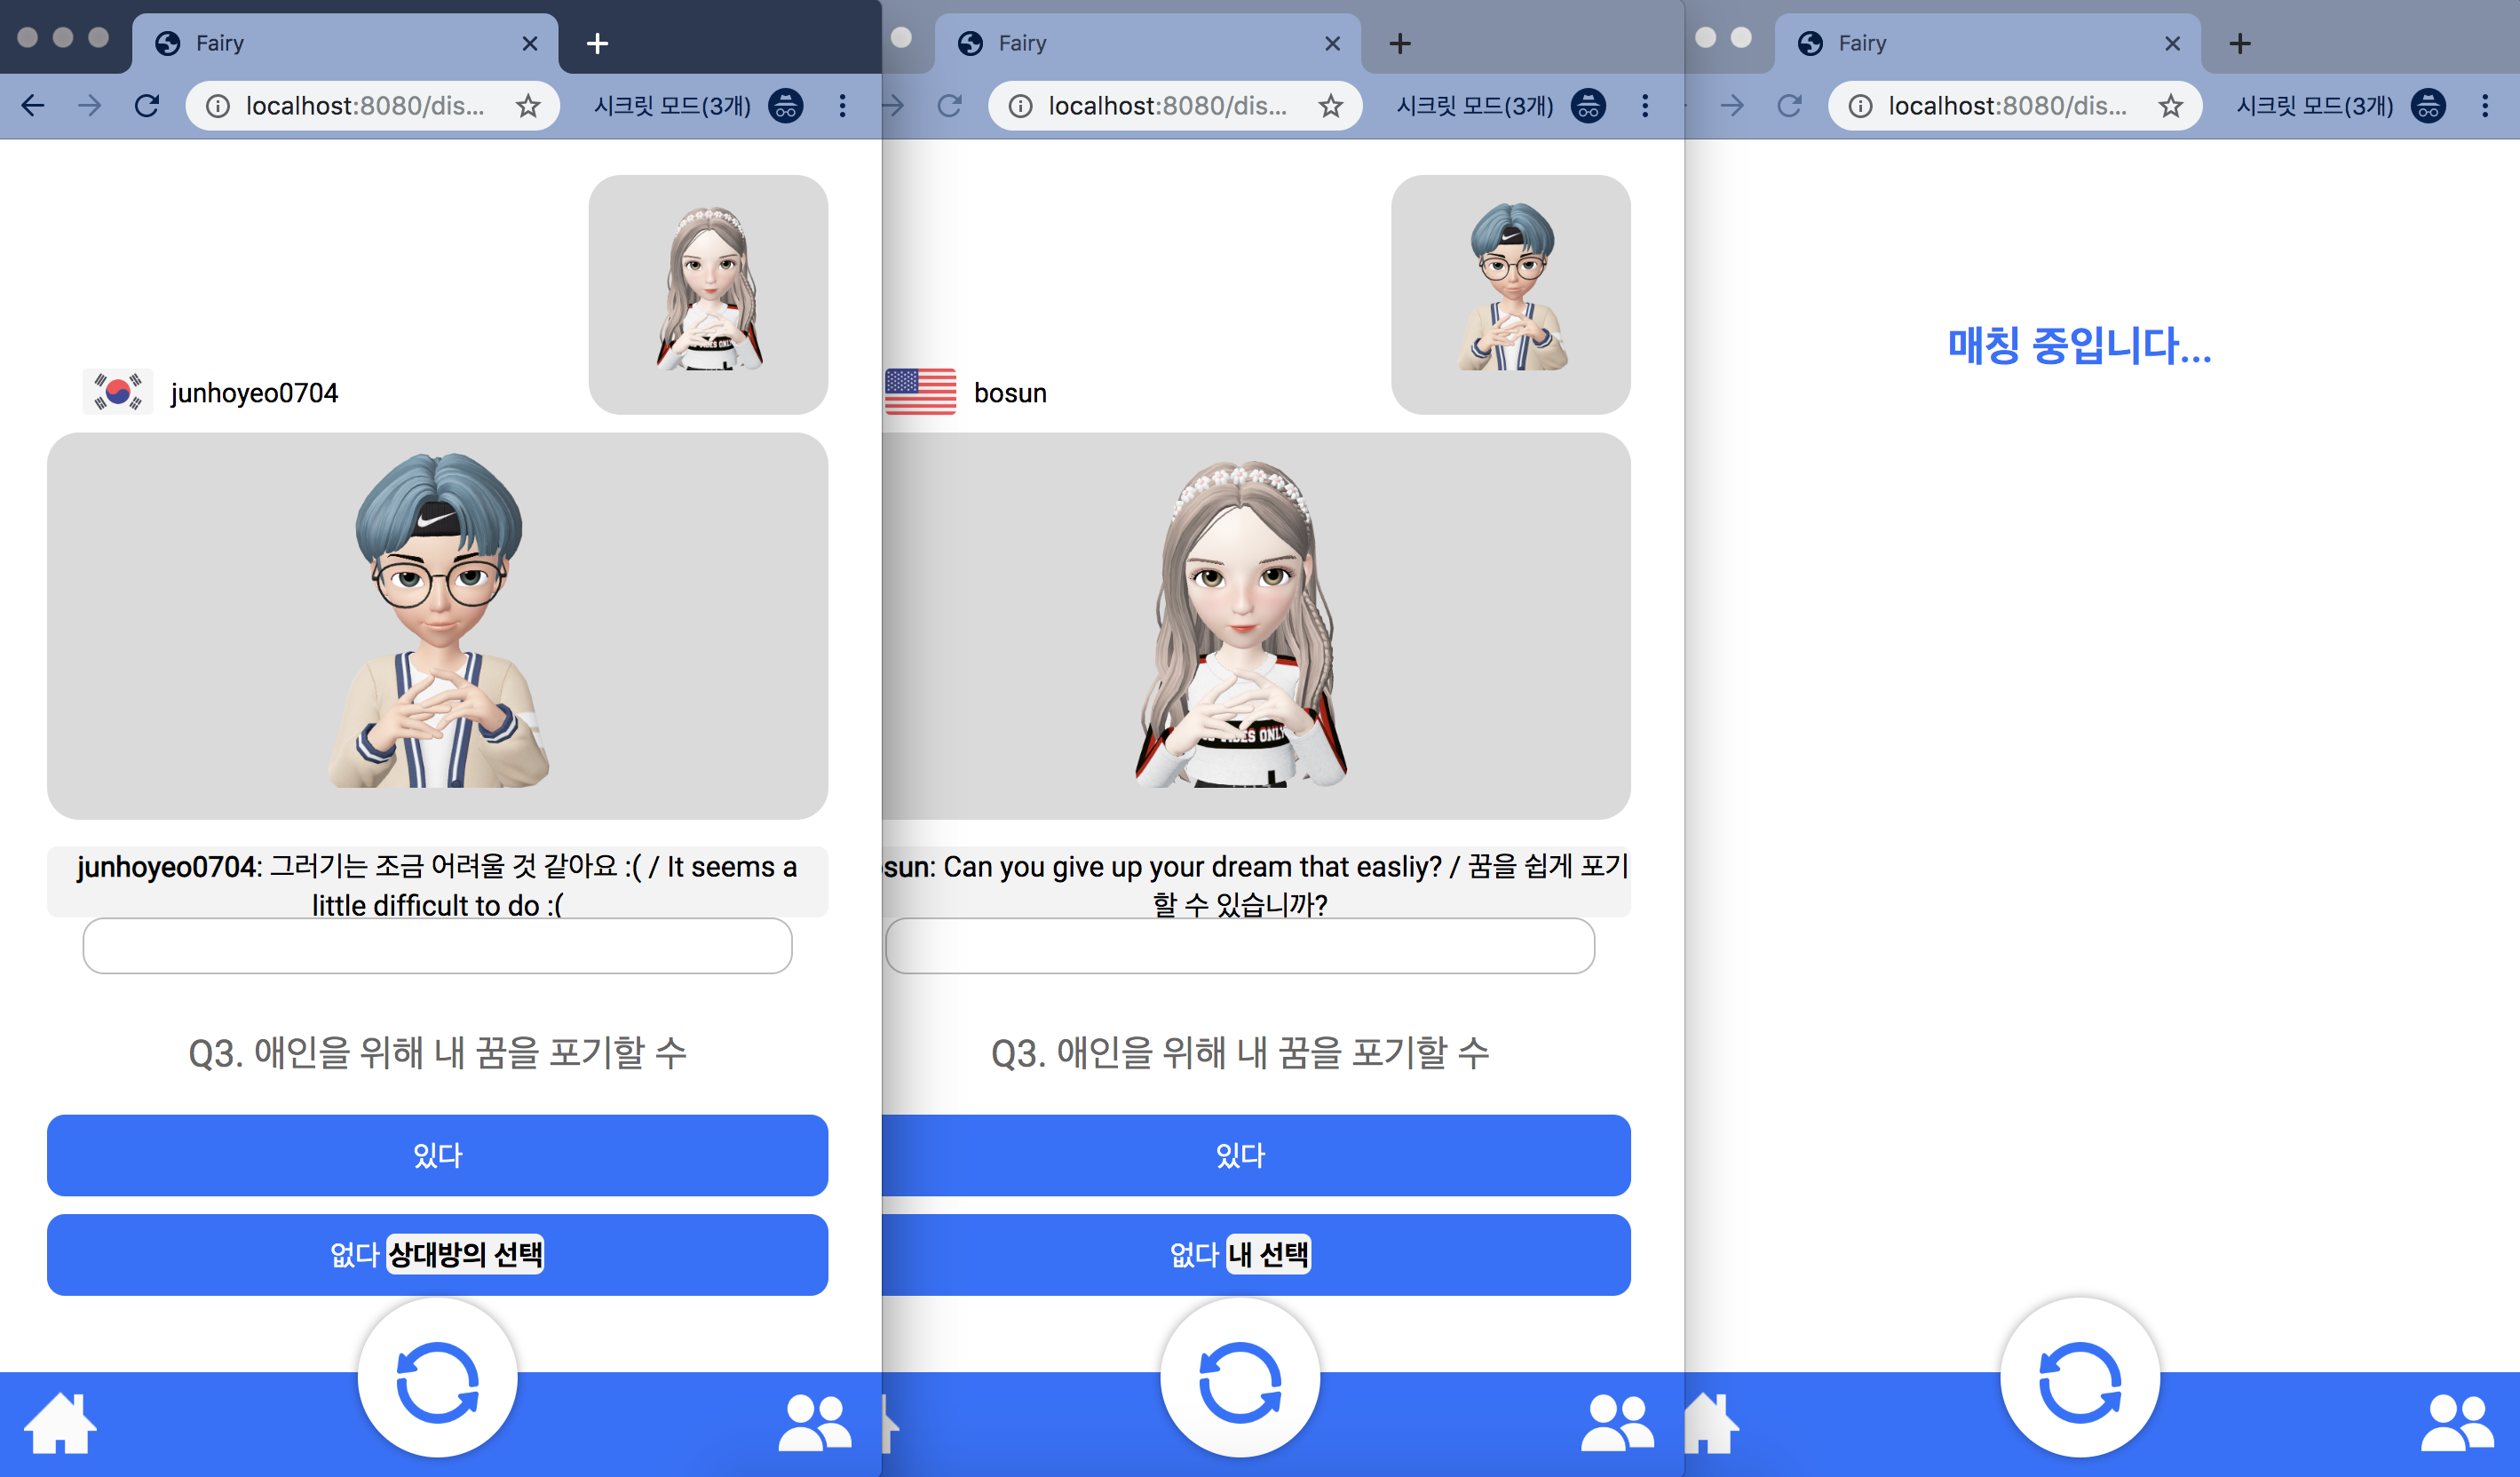 Fairy
localhost:8080/dis...
시크릿 모드(3개)
junhoyeo0704
junhoyeo0704: 그러기는 조금 어려울 것 같아요 :( / It seems a
little difficult to do :(
Q3. 애인을 위해 내 꿈을 포기할 수
있다
없다 상대방의 선택
Fairy
localhost:8080/dis...
시크릿 모드(3개)
bosun
VIBES ONLY
sun: Can you give up your dream that easliy? / 꿈을 쉽게 포기
할 수 있습니까?
Q3. 애인을 위해 내 꿈을 포기할 수
있다
없다 내 선택
Fairy
localhost:8080/dis...
시크릿 모드(3개)
매칭 중입니다...